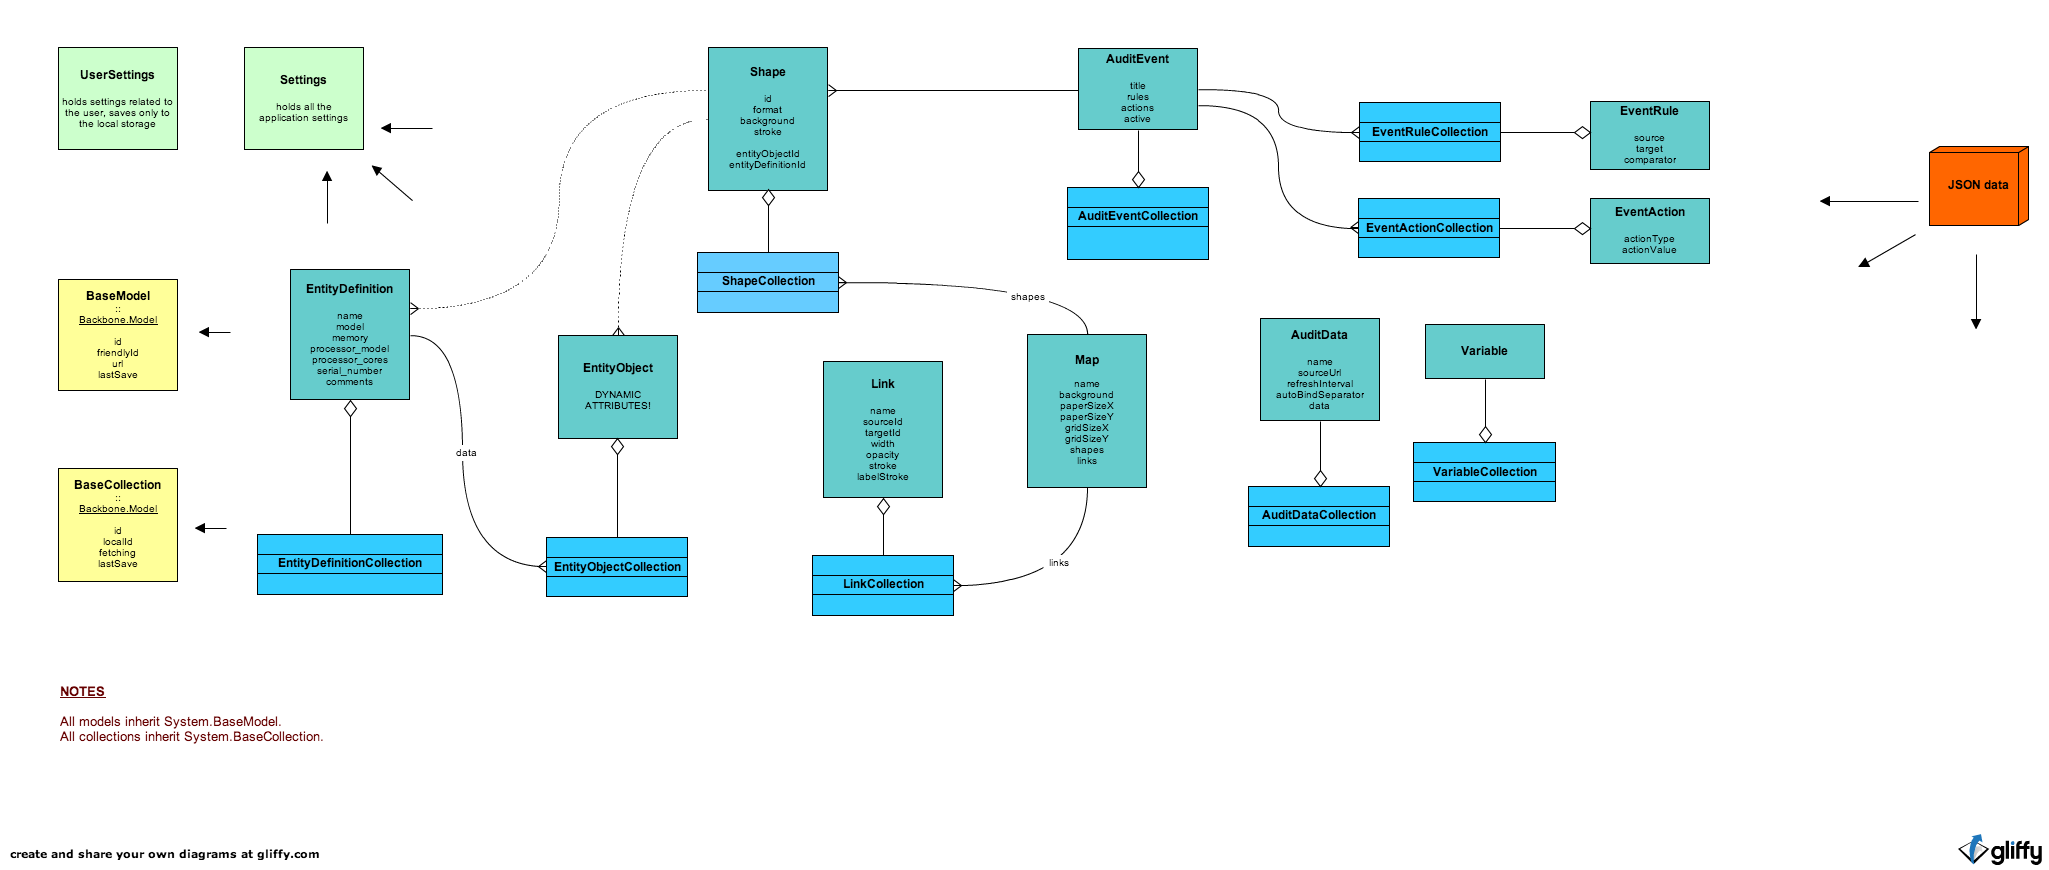 UserSettings
holds settings related to
the user, saves only to
the local storage
Settings
holds all the
application settings
Shape
id
format
background
stroke
entityObjectId
entityDefinitionId
AuditEvent
title
rules
actions
active
EventRuleCollection
EventRule
source
target
comparator
JSON data
AuditEventCollection
EventActionCollection
EventAction
actionType
actionValue
BaseModel
::
Backbone.Model
id
friendlyId
url
lastSave
EntityDefinition
name
model
memory
processor_model
processor_cores
serial_number
comments
ShapeCollection
shapes
EntityObject
DYNAMIC
ATTRIBUTES!
Link
name
sourceId
targetId
width
opacity
stroke
labelStroke
Map
name
background
paperSizeX
paperSizeY
gridSizeX
gridSizeY
shapes
links
AuditData
name
sourceUrl
refreshInterval
autoBindSeparator
data
Variable
data
BaseCollection
::
Backbone.Model
id
localId
fetching
lastSave
EntityDefinitionCollection
EntityObjectCollection
LinkCollection
links
AuditDataCollection
VariableCollection
NOTES
All models inherit System.BaseModel.
All collections inherit System.BaseCollection.
create and share your own diagrams at gliffy.com
gliffy